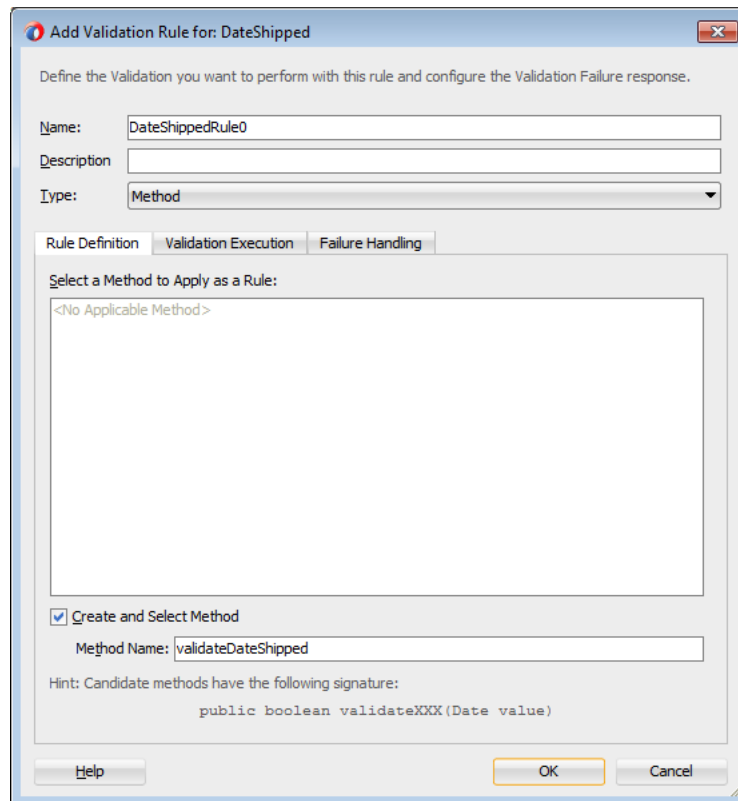 Add Validation Rule for: DateShipped
Define the Validation you want to perform with this rule and configure the Validation Failure response.
Name: DateShippedRule0
Description
Type: Method
Rule Definition Validation Execution Failure Handling
Select a Method to Apply as a Rule:
<No Applicable Method>
Create and Select Method
Method Name: validateDateShipped
Hint: Candidate methods have the following signature:
public boolean validateXXX(Date value)
Help OK Cancel